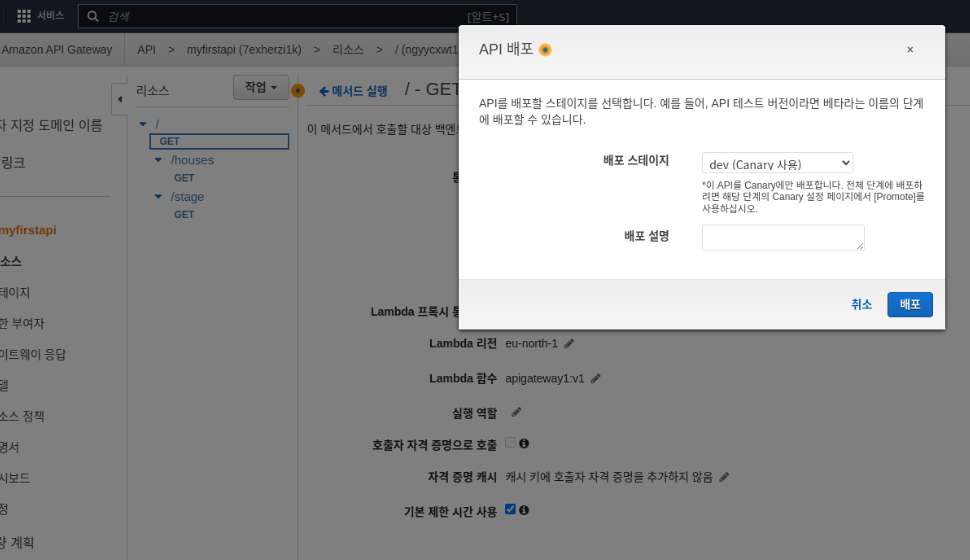 서비스
검색
[알트+s]
Amazon API Gateway
API > myfirstapi (7exherzi1k) > 리소스 > / (ngyycxwt1
API 배포
×
API를 배포할 스테이지를 선택합니다. 예를 들어, API 테스트 버전이라면 베타라는 이름의 단계
에 배포할 수 있습니다.
배포 스테이지
dev (Canary 사용)
*이 API를 Canary에만 배포합니다. 전체 단계에 배포하
려면 해당 단계의 Canary 설정 페이지에서 [Promote]를
사용하십시오.
배포 설명
취소
배포
자 지정 도메인 이름
링크
myfirstapi
소스
테이지
한 부여자
이트웨이 응답
델
소스 정책
명서
시보드
정
량 계획
리소스
작업
/
GET
/houses
GET
/stage
GET
메서드 실행
/ - GET
이 메서드에서 호출할 대상 백엔
통
Lambda 프록시 통
Lambda 리전 eu-north-1
Lambda 함수 apigateway1:v1
실행 역할
호출자 자격 증명으로 호출
자격 증명 캐시 캐시 키에 호출자 자격 증명을 추가하지 않음
기본 제한 시간 사용